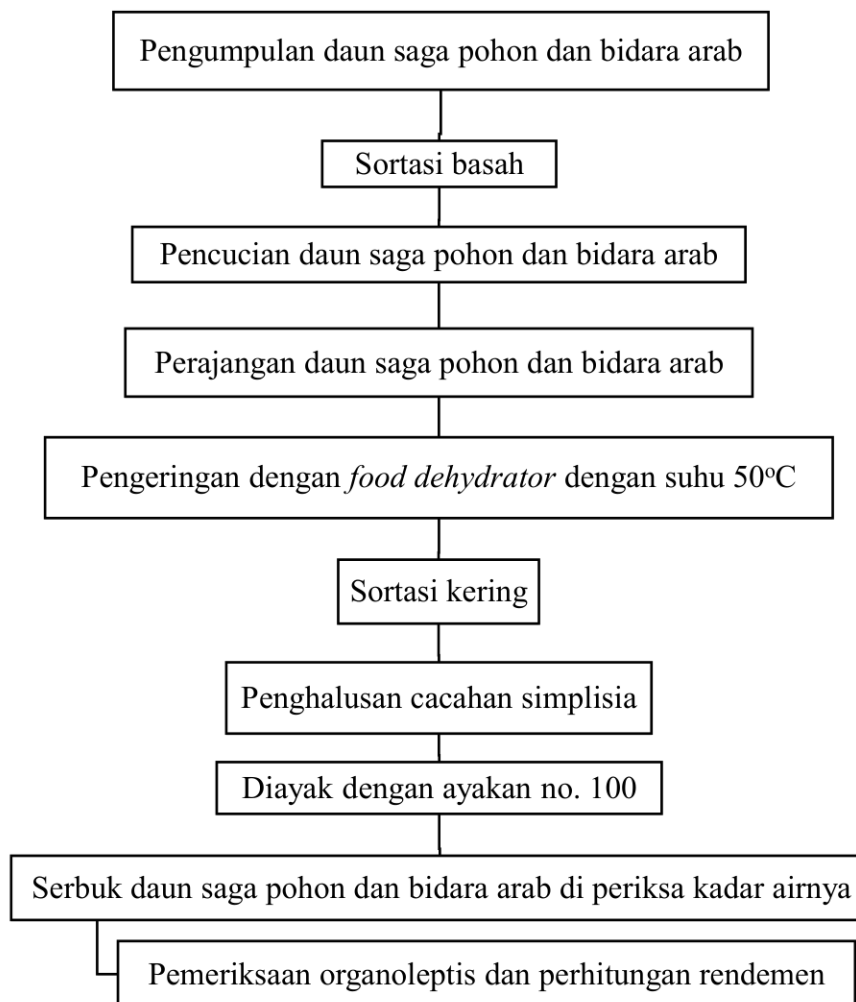 Pengumpulan daun saga pohon dan bidara arab
Sortasi basah
Pencucian daun saga pohon dan bidara arab
Perajangan daun saga pohon dan bidara arab
Pengeringan dengan food dehydrator dengan suhu 50°C
Sortasi kering
Penghalusan cacahan simplisia
Diayak dengan ayakan no. 100
Serbuk daun saga pohon dan bidara arab di periksa kadar airnya
Pemeriksaan organoleptis dan perhitungan rendemen